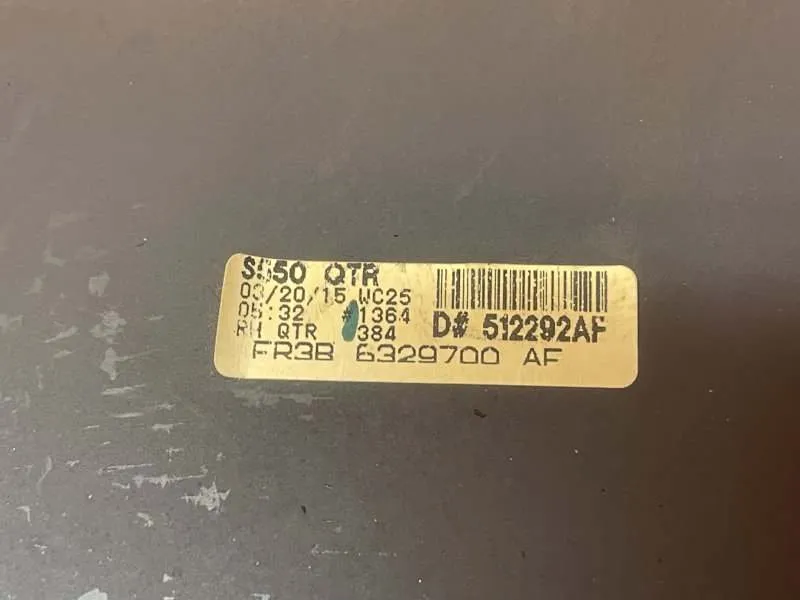 S550 QTR
03/20/15 WC25
05:32 #1364
RH QTR 384
D# 512292AF
FR3B 6329700 AF